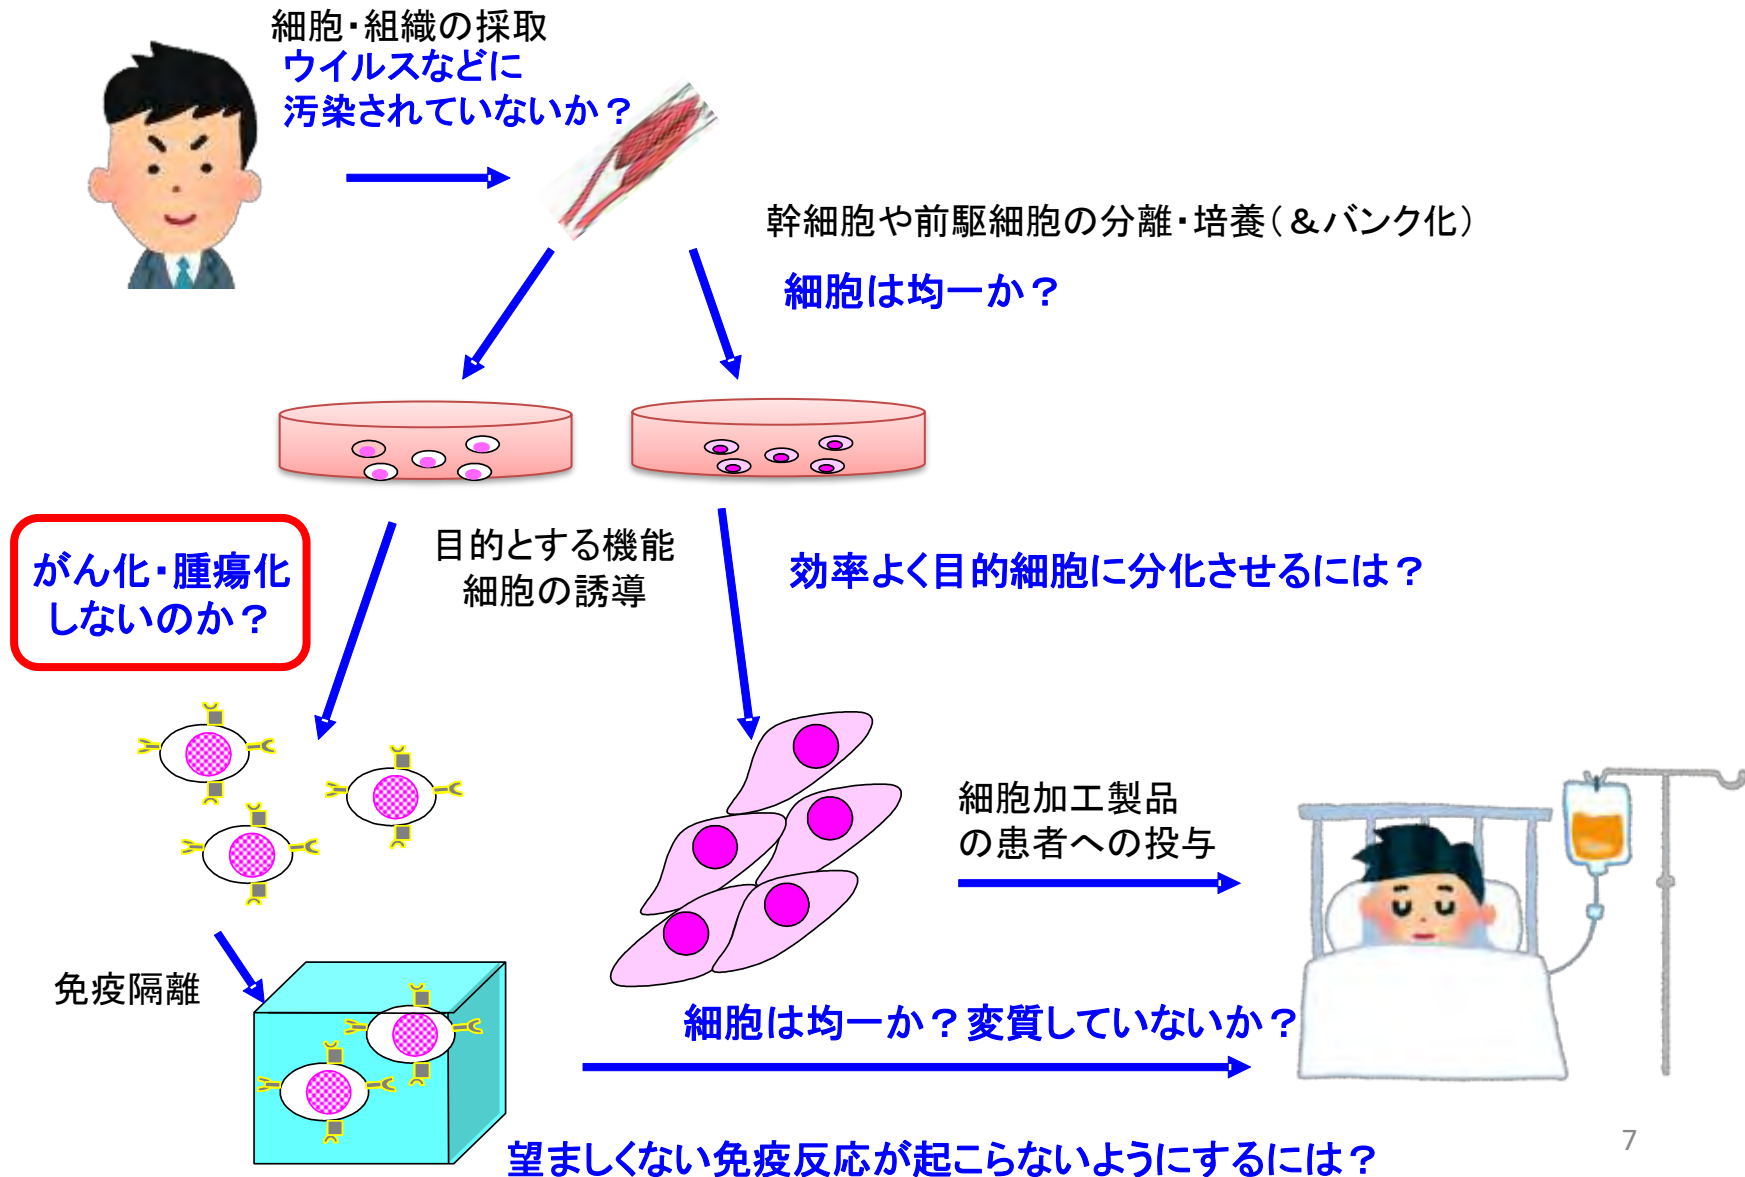 細胞・組織の採取
ウイルスなどに
汚染されていないか？
幹細胞や前駆細胞の分離・培養（＆バンク化）
細胞は均一か？
がん化・腫瘍化
しないのか？
目的とする機能
細胞の誘導
効率よく目的細胞に分化させるには？
細胞加工製品
の患者への投与
免疫隔離
細胞は均一か？変質していないか？
望ましくない免疫反応が起こらないようにするには？
7